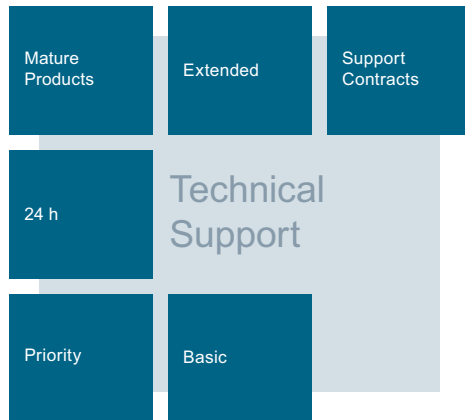 Mature
Products
Extended
Support
Contracts
24 h
Technical
Support
Priority
Basic